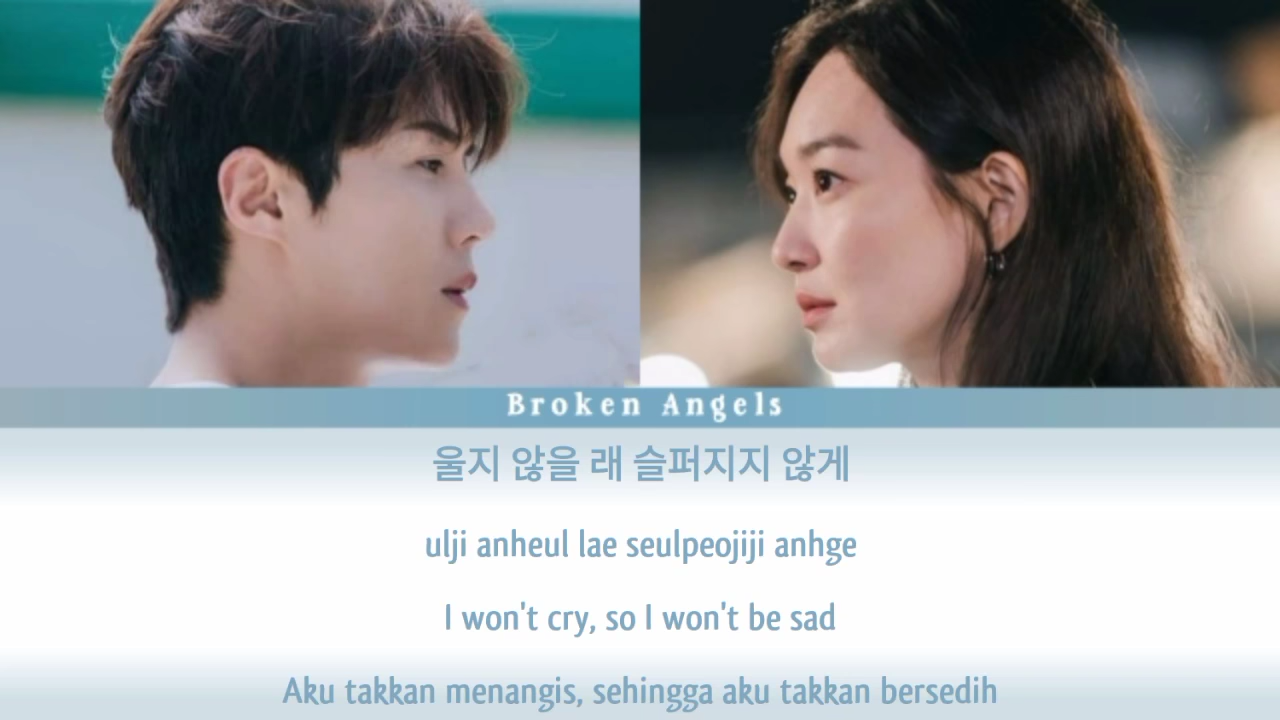 Broken Angels
울지 않을 래 슬퍼지지 않게
ulji anheul lae seulpeojiji anhge
I won't cry, so I won't be sad
Aku takkan menangis, sehingga aku takkan bersedih